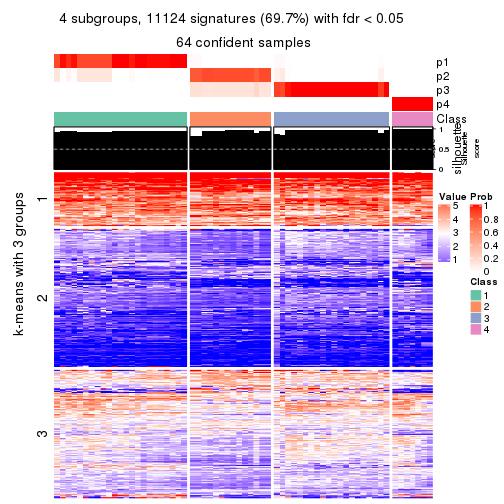 4 subgroups, 11124 signatures (69.7%) with fdr < 0.05
64 confident samples
p1
p2
p3
p4
Class
1
0.5
0
silhouette
Silhouette
score
k-means with 3 groups
1
2
3
Value
5
4
3
2
1
Prob
1
0.8
0.6
0.4
0.2
0
Class
1
2
3
4